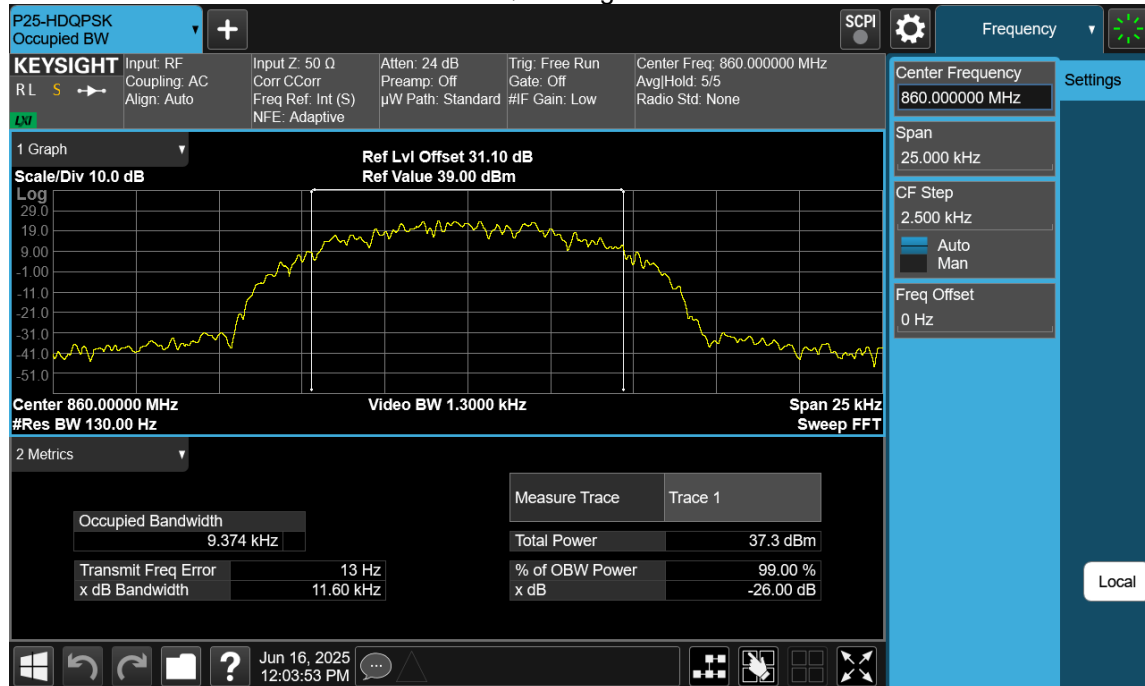 P25-HDQPSK
Occupied BW
SCPI
Frequency
KEYSIGHT
R L S
LXI
Input: RF
Coupling: AC
Align: Auto
Input Z: 50 Ω
Corr CCorr
Freq Ref: Int (S)
NFE: Adaptive
Atten: 24 dB
Preamp: Off
µW Path: Standard
Trig: Free Run
Gate: Off
#IF Gain: Low
Center Freq: 860.000000 MHz
Avg|Hold: 5/5
Radio Std: None
Center Frequency
860.000000 MHz
Settings
Span
25.000 kHz
CF Step
2.500 kHz
Auto
Man
Freq Offset
0 Hz
Local
1 Graph
Scale/Div 10.0 dB
Ref Lvl Offset 31.10 dB
Ref Value 39.00 dBm
Log
29.0
19.0
9.00
-1.00
-11.0
-21.0
-31.0
-41.0
-51.0
Center 860.00000 MHz
#Res BW 130.00 Hz
Video BW 1.3000 kHz
Span 25 kHz
Sweep FFT
2 Metrics
Measure Trace Trace 1
Occupied Bandwidth
9.374 kHz
Total Power 37.3 dBm
Transmit Freq Error 13 Hz
% of OBW Power 99.00 %
x dB Bandwidth 11.60 kHz
x dB -26.00 dB
?
Jun 16, 2025
12:03:53 PM